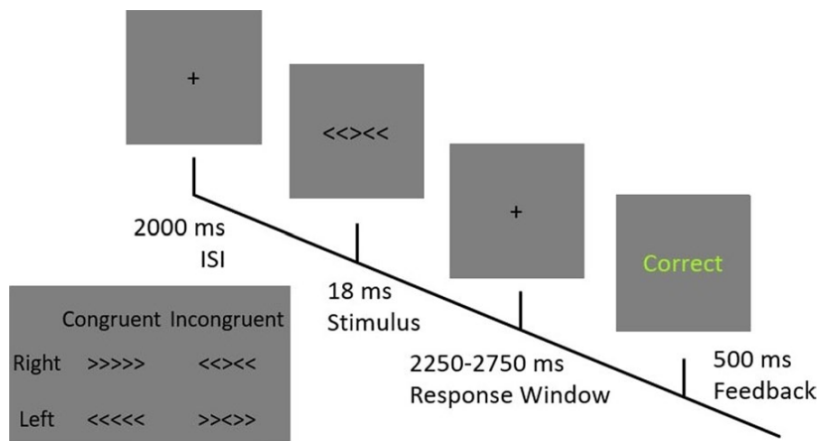 +
<<><<
+
Correct
2000 ms
ISI
18 ms
Stimulus
2250-2750 ms
Response Window
500 ms
Feedback
Congruent Incongruent
Right >>>>> <<><<
Left <<<<< >><>>